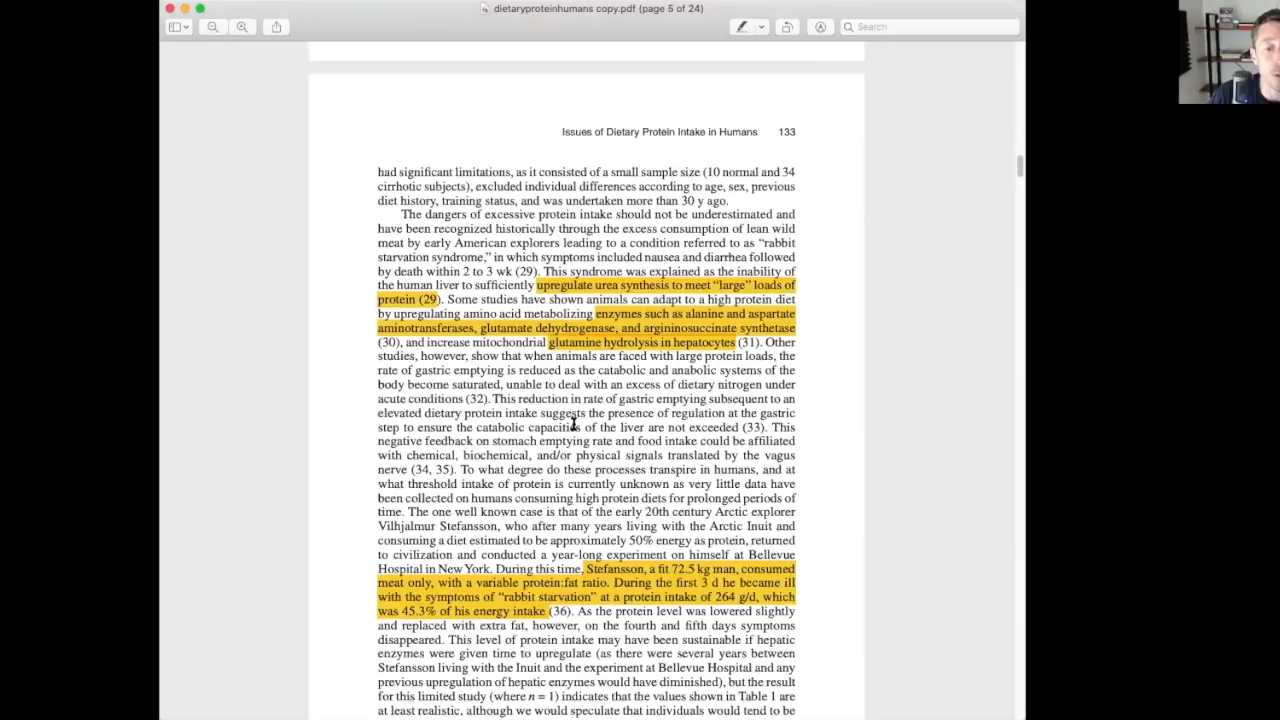 dietaryproteinhumans copy.pdf (page 5 of 24)
Search
Issues of Dietary Protein Intake in Humans 133
had significant limitations, as it consisted of a small sample size (10 normal and 34
cirrhotic subjects), excluded individual differences according to age, sex, previous
diet history, training status, and was undertaken more than 30 y ago.
The dangers of excessive protein intake should not be underestimated and
have been recognized historically through the excess consumption of lean wild
meat by early American explorers leading to a condition referred to as “rabbit
starvation syndrome,” in which symptoms included nausea and diarrhea followed
by death within 2 to 3 wk (29). This syndrome was explained as the inability of
the human liver to sufficiently upregulate urea synthesis to meet “large” loads of
protein (29). Some studies have shown animals can adapt to a high protein diet
by upregulating amino acid metabolizing enzymes such as alanine and aspartate
aminotransferases, glutamate dehydrogenase, and argininosuccinate synthetase
(30), and increase mitochondrial glutamine hydrolysis in hepatocytes (31). Other
studies, however, show that when animals are faced with large protein loads, the
rate of gastric emptying is reduced as the catabolic and anabolic systems of the
body become saturated, unable to deal with an excess of dietary nitrogen under
acute conditions (32). This reduction in rate of gastric emptying subsequent to an
elevated dietary protein intake suggests the presence of regulation at the gastric
step to ensure the catabolic capacities of the liver are not exceeded (33). This
negative feedback on stomach emptying rate and food intake could be affiliated
with chemical, biochemical, and/or physical signals translated by the vagus
nerve (34, 35). To what degree do these processes transpire in humans, and at
what threshold intake of protein is currently unknown as very little data have
been collected on humans consuming high protein diets for prolonged periods of
time. The one well known case is that of the early 20th century Arctic explorer
Vilhjalmur Stefansson, who after many years living with the Arctic Inuit and
consuming a diet estimated to be approximately 50% energy as protein, returned
to civilization and conducted a year-long experiment on himself at Bellevue
Hospital in New York. During this time, Stefansson, a fit 72.5 kg man, consumed
meat only, with a variable protein:fat ratio. During the first 3 d he became ill
with the symptoms of “rabbit starvation” at a protein intake of 264 g/d, which
was 45.3% of his energy intake (36). As the protein level was lowered slightly
and replaced with extra fat, however, on the fourth and fifth days symptoms
disappeared. This level of protein intake may have been sustainable if hepatic
enzymes were given time to upregulate (as there were several years between
Stefansson living with the Inuit and the experiment at Bellevue Hospital and any
previous upregulation of hepatic enzymes would have diminished), but the result
for this limited study (where n = 1) indicates that the values shown in Table 1 are
at least realistic, although we would speculate that individuals would tend to be